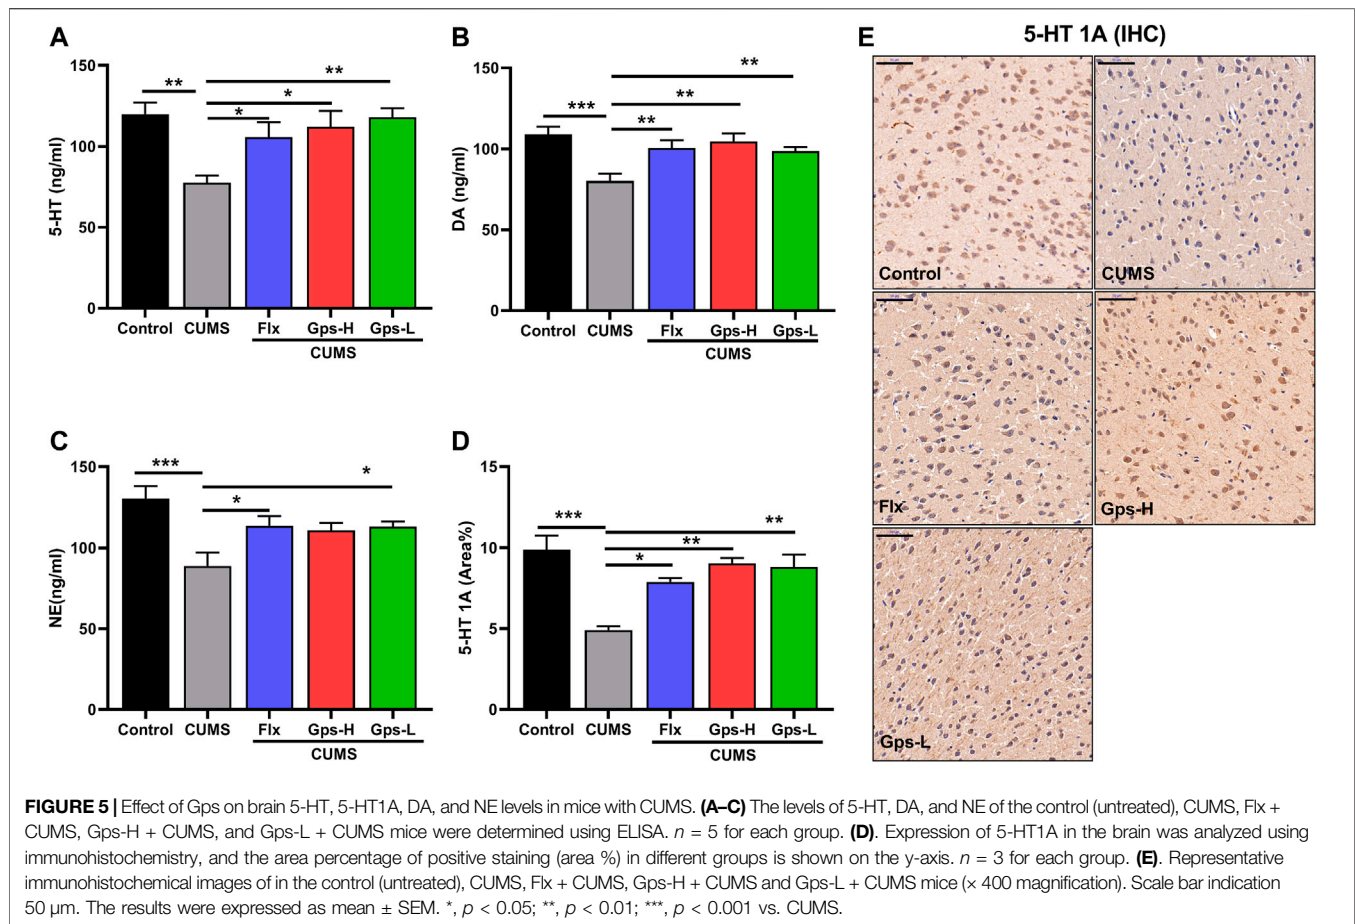 A
5-HT (ng/ml)
150
100
50
0
**
*
*
**
Control CUMS Flx Gps-H Gps-L
CUMS
B
DA (ng/ml)
150
100
50
0
***
**
**
**
Control CUMS Flx Gps-H Gps-L
CUMS
C
NE(ng/ml)
150
100
50
0
***
*
*
Control CUMS Flx Gps-H Gps-L
CUMS
D
5-HT 1A (Area%)
15
10
5
0
***
*
**
**
Control CUMS Flx Gps-H Gps-L
CUMS
E
5-HT 1A (IHC)
Control
CUMS
Flx
Gps-H
Gps-L
FIGURE 5 | Effect of Gps on brain 5-HT, 5-HT1A, DA, and NE levels in mice with CUMS. (A–C) The levels of 5-HT, DA, and NE of the control (untreated), CUMS, Flx +
CUMS, Gps-H + CUMS, and Gps-L + CUMS mice were determined using ELISA. n = 5 for each group. (D). Expression of 5-HT1A in the brain was analyzed using
immunohistochemistry, and the area percentage of positive staining (area %) in different groups is shown on the y-axis. n = 3 for each group. (E). Representative
immunohistochemical images of in the control (untreated), CUMS, Flx + CUMS, Gps-H + CUMS and Gps-L + CUMS mice (× 400 magnification). Scale bar indication
50 μm. The results were expressed as mean ± SEM. *, p < 0.05; **, p < 0.01; ***, p < 0.001 vs. CUMS.